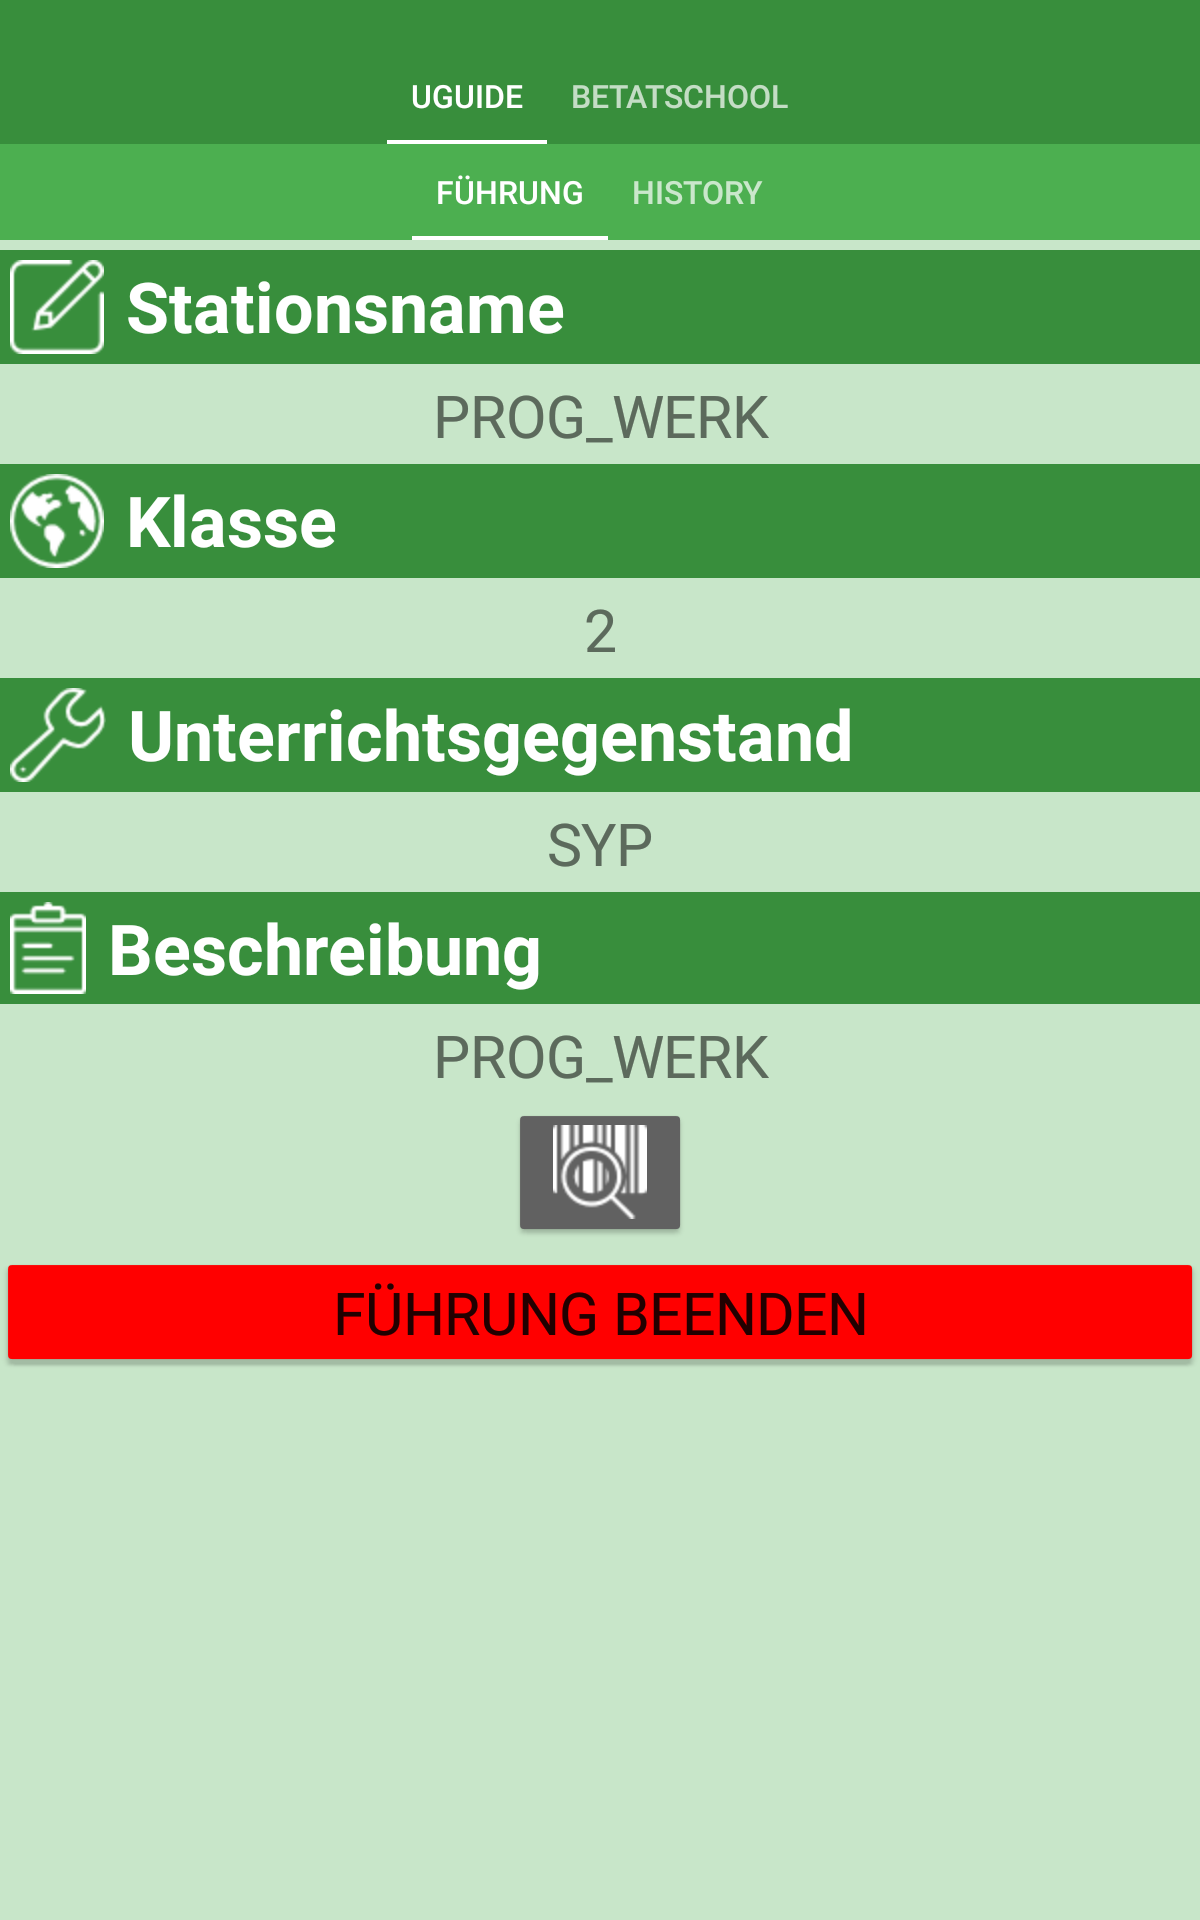 UGUIDE BETATSCHOOL
FÜHRUNG HISTORY
Stationsname
PROG_WERK
Klasse
2
Unterrichtsgegenstand
SYP
Beschreibung
PROG_WERK
FÜHRUNG BEENDEN